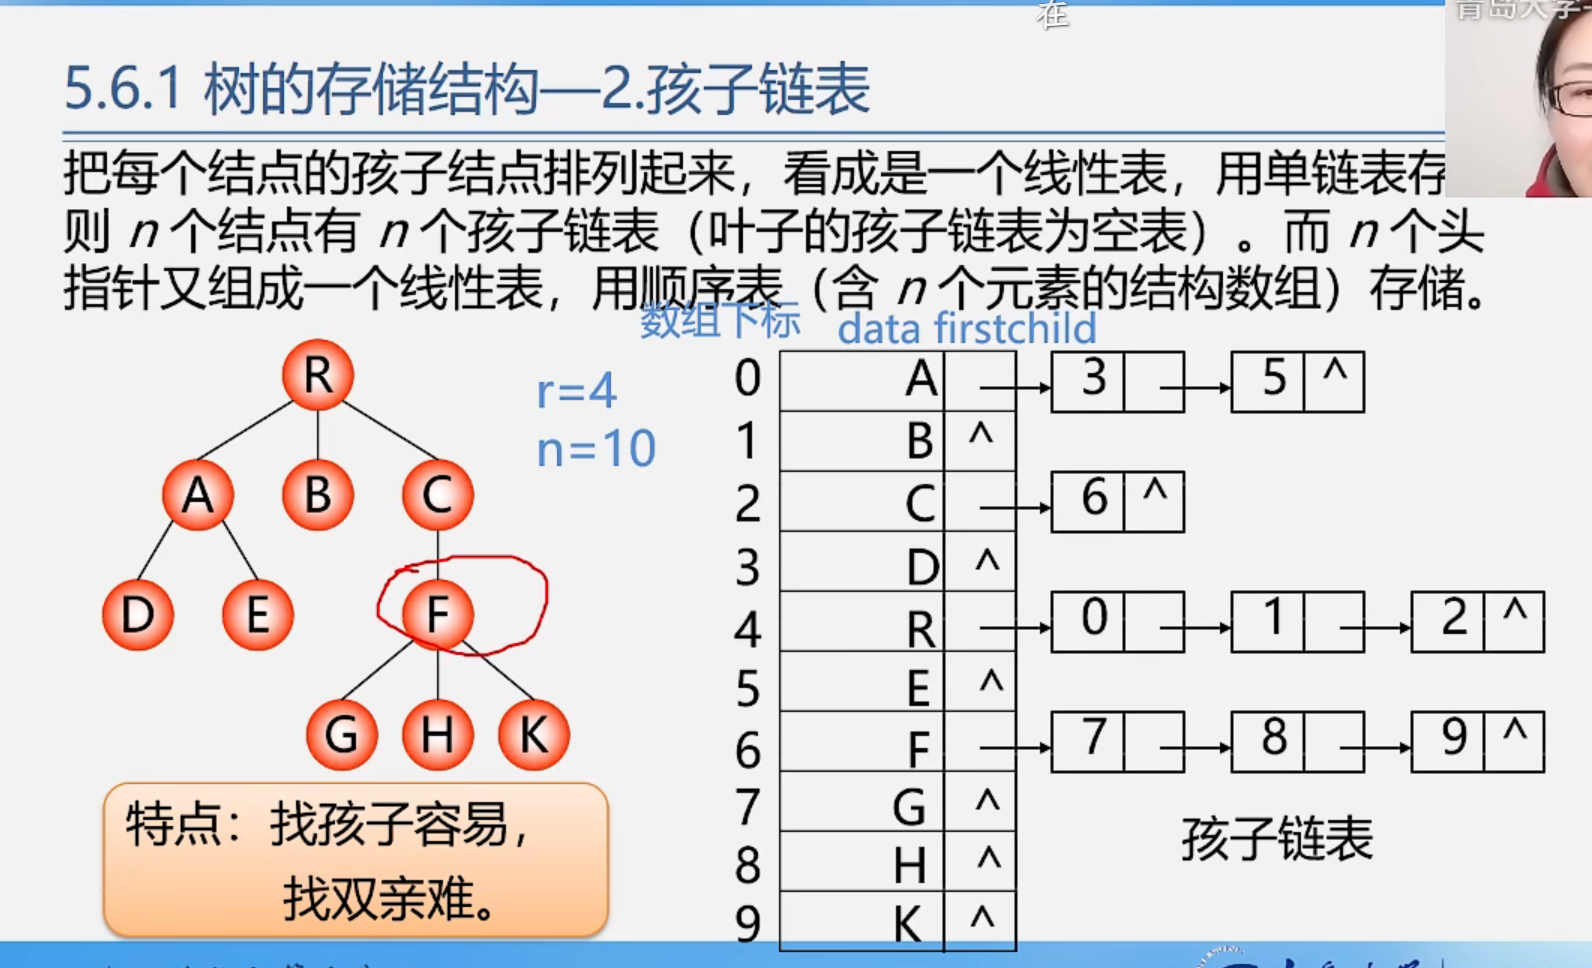 在
青岛大学
5.6.1 树的存储结构—2.孩子链表
把每个结点的孩子结点排列起来，看成是一个线性表，用单链表存
则 n 个结点有 n 个孩子链表（叶子的孩子链表为空表）。而 n 个头
指针又组成一个线性表，用顺序表（含 n 个元素的结构数组）存储。
数组下标 data firstchild
r=4
n=10
R
A B C
D E F
G H K
0 A 3 5 ^
1 B ^
2 C 6 ^
3 D ^
4 R 0 1 2 ^
5 E ^
6 F 7 8 9 ^
7 G ^
8 H ^
9 K ^
孩子链表
特点：找孩子容易，
找双亲难。